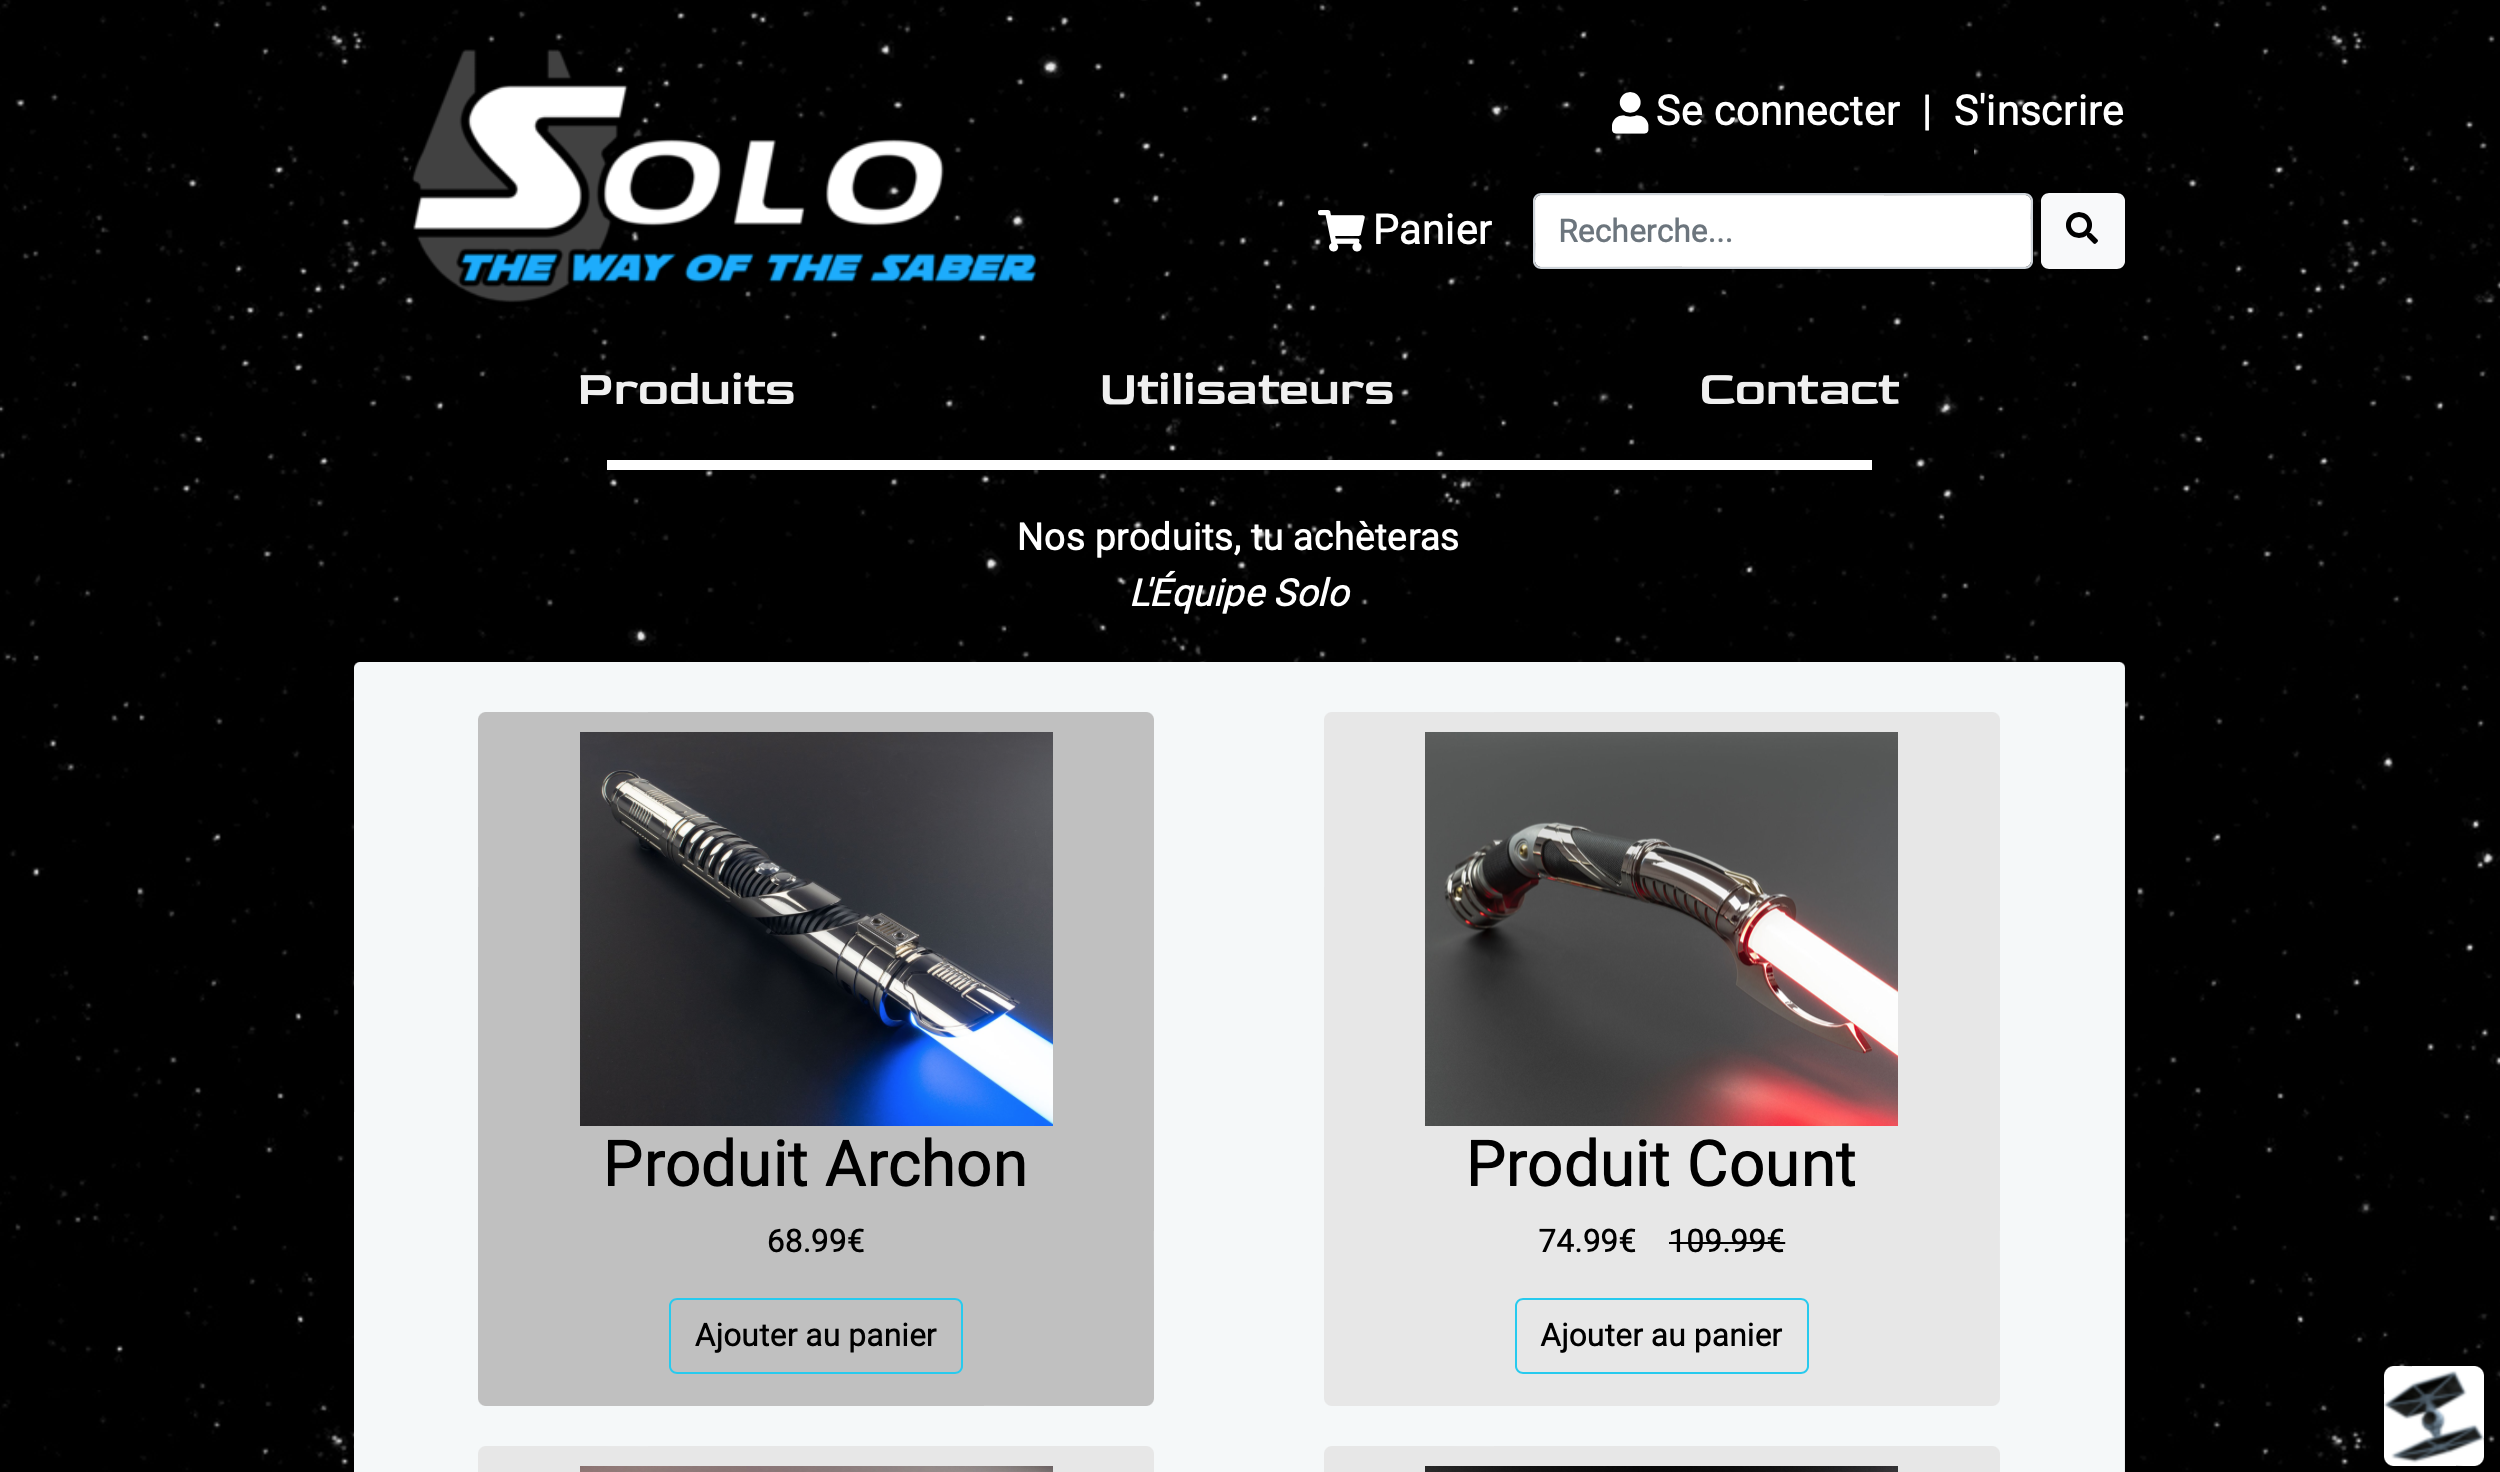 SOLO
THE WAY OF THE SABER
Se connecter | S'inscrire
Panier
Recherche...
Produits
Utilisateurs
Contact
Nos produits, tu achèteras
L'Équipe Solo
Produit Archon
68.99€
Ajouter au panier
Produit Count
74.99€ 109.99€
Ajouter au panier